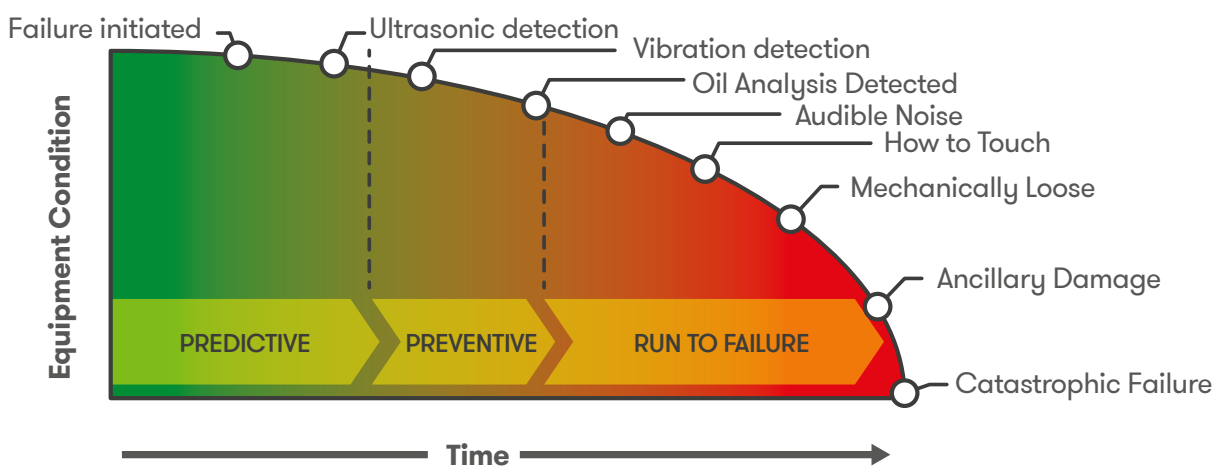 Failure initiated
Ultrasonic detection
Vibration detection
Oil Analysis Detected
Audible Noise
How to Touch
Mechanically Loose
Ancillary Damage
Catastrophic Failure
Equipment Condition
PREDICTIVE
PREVENTIVE
RUN TO FAILURE
Time